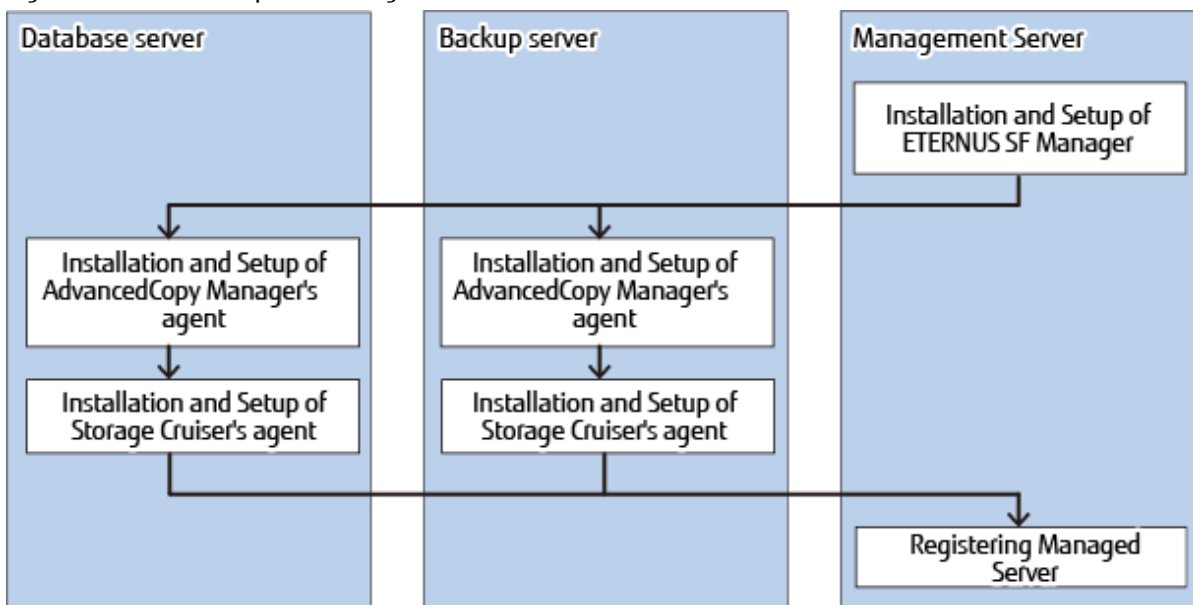 Database server
Backup server
Management Server
Installation and Setup of
ETERNUS SF Manager
Installation and Setup of
AdvancedCopy Manager's
agent
Installation and Setup of
AdvancedCopy Manager's
agent
Installation and Setup of
Storage Cruiser's agent
Installation and Setup of
Storage Cruiser's agent
Registering Managed
Server